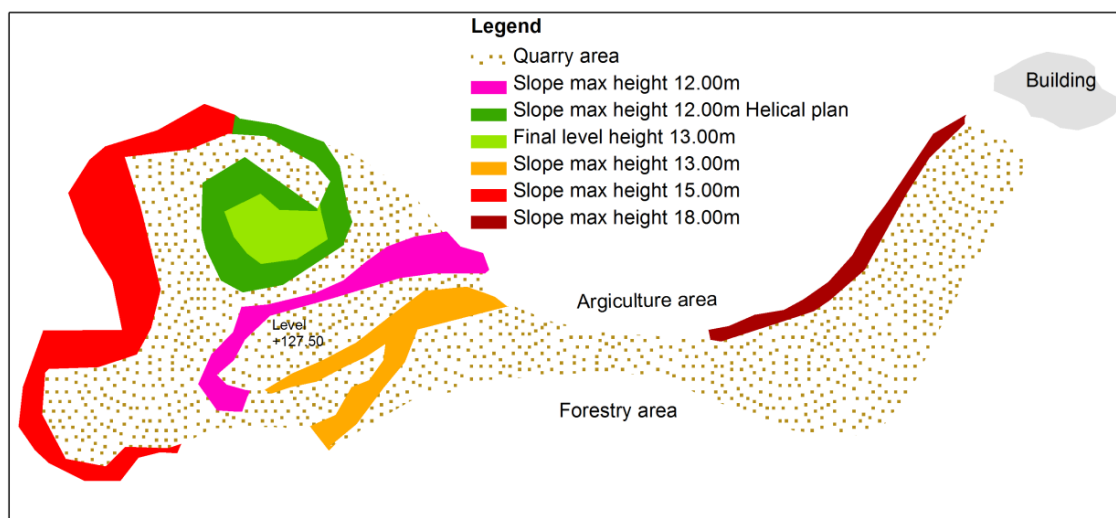 Legend
Quarry area
Slope max height 12.00m
Slope max height 12.00m Helical plan
Final level height 13.00m
Slope max height 13.00m
Slope max height 15.00m
Slope max height 18.00m
Building
Argiculture area
Level
+127.50
Forestry area